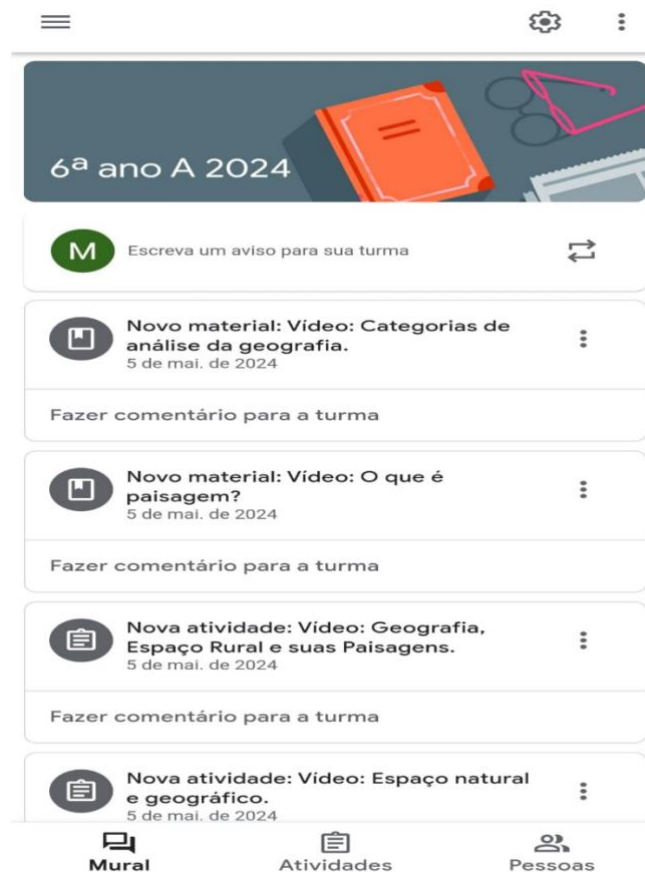 6ª ano A 2024
M
Escreva um aviso para sua turma
Novo material: Vídeo: Categorias de
análise da geografia.
5 de mai. de 2024
Fazer comentário para a turma
Novo material: Vídeo: O que é
paisagem?
5 de mai. de 2024
Fazer comentário para a turma
Nova atividade: Vídeo: Geografia,
Espaço Rural e suas Paisagens.
5 de mai. de 2024
Fazer comentário para a turma
Nova atividade: Vídeo: Espaço natural
e geográfico.
5 de mai. de 2024
Mural
Atividades
Pessoas